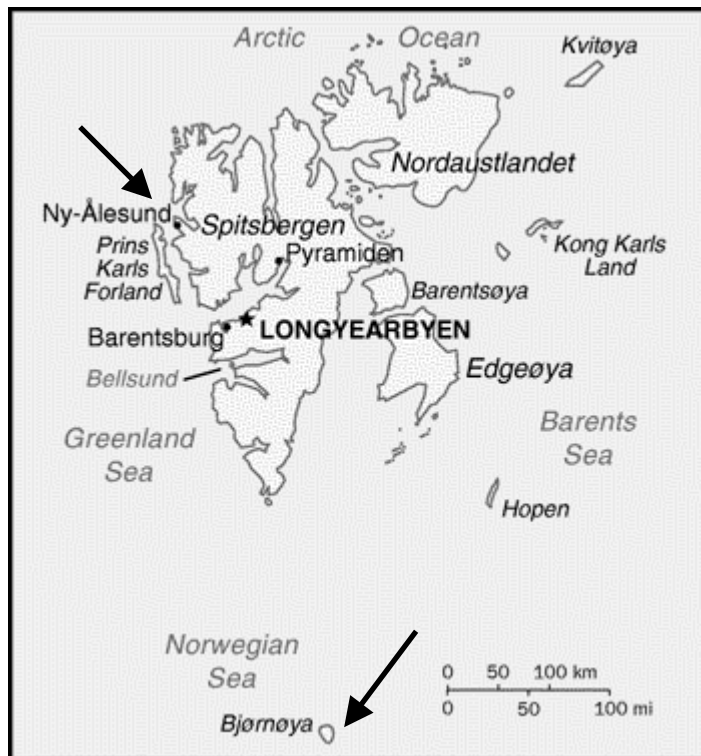 Arctic Ocean
Kvitøya
Nordaustlandet
Ny-Ålesund
Spitsbergen
Prins
Karls
Forland
Pyramiden
Kong Karls
Land
Barentsøya
Barentsburg
LONGYEARBYEN
Bellsund
Edgeøya
Greenland
Sea
Barents
Sea
Hopen
Norwegian
Sea
Bjørnøya
0 50 100 km
0 50 100 mi